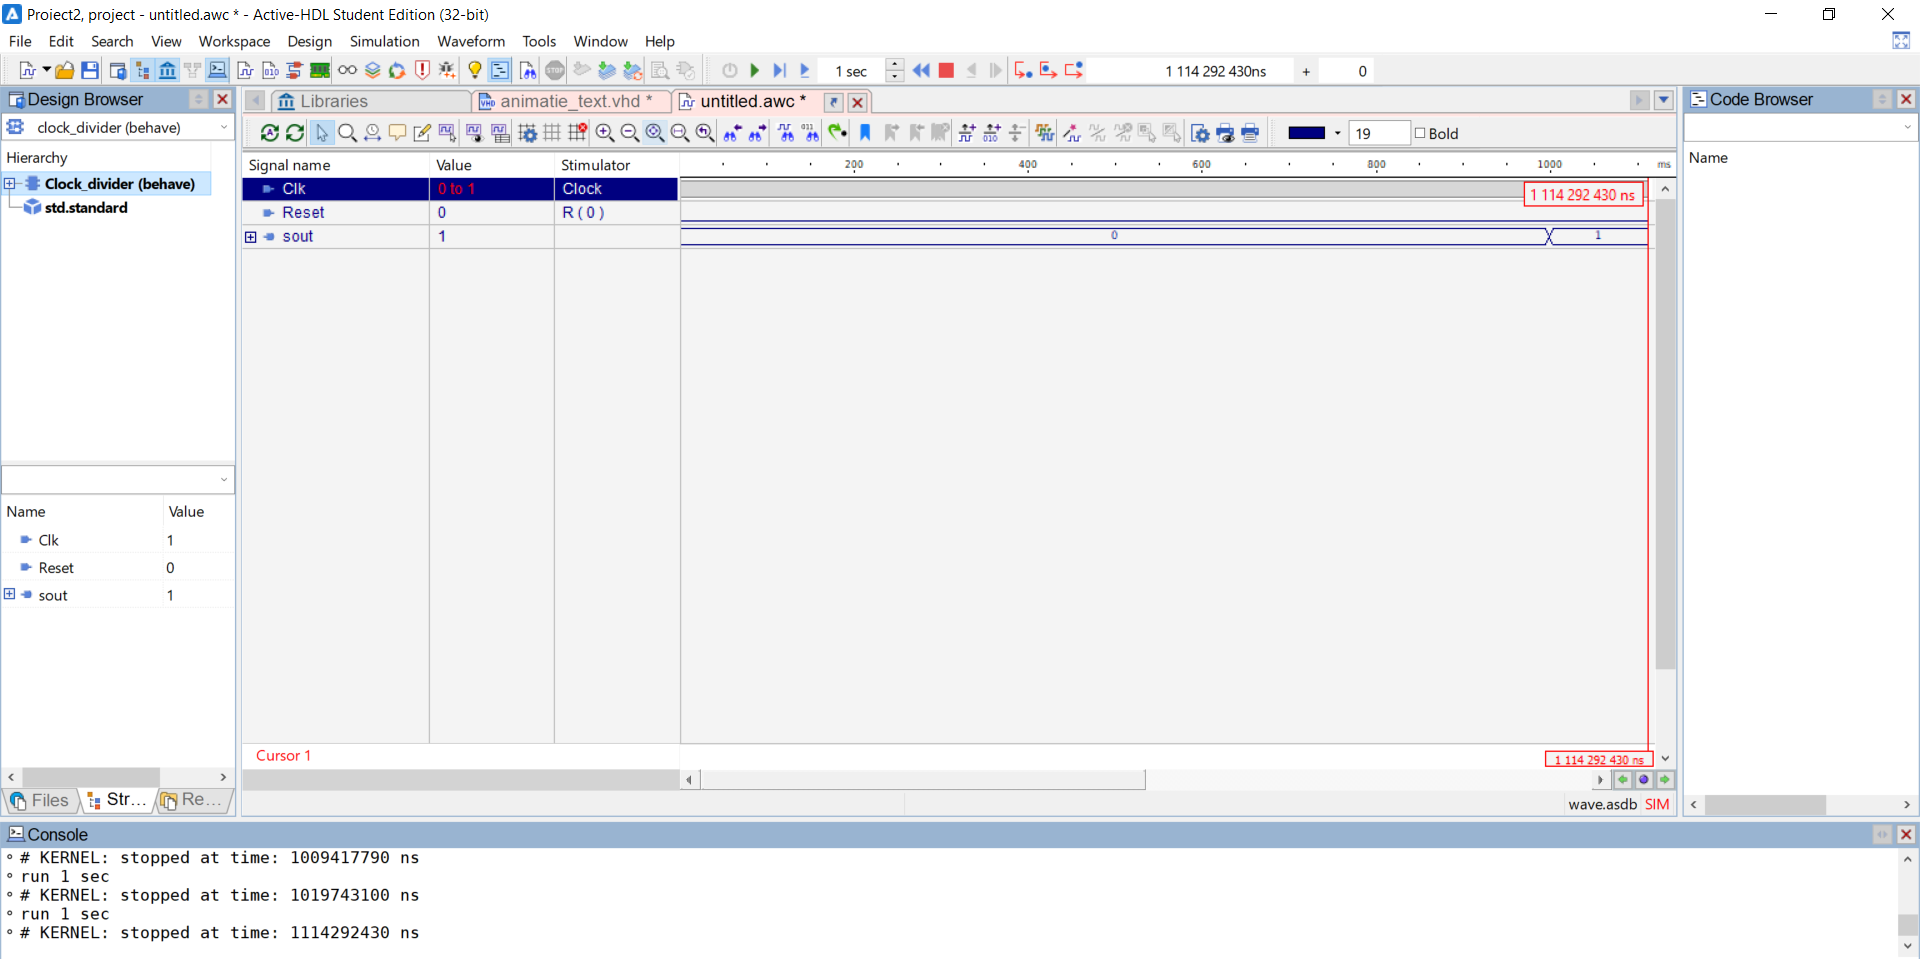 Proiect2, project - untitled.awc * - Active-HDL Student Edition (32-bit)
File Edit Search View Workspace Design Simulation Waveform Tools Window Help
1 sec 1 114 292 430ns + 0
Design Browser
clock_divider (behave)
Hierarchy
Clock_divider (behave)
std.standard
Name Value
Clk 1
Reset 0
sout 1
Files Str... Re...
Libraries animatie_text.vhd * untitled.awc *
19 Bold
Signal name Value Stimulator 200 400 600 800 1000 ms
Clk 0 to 1 Clock 1 114 292 430 ns
Reset 0 R ( 0 )
sout 1 0 1
Cursor 1 1 114 292 430 ns
wave.asdb SIM
Code Browser
Name
Console
° # KERNEL: stopped at time: 1009417790 ns
° run 1 sec
° # KERNEL: stopped at time: 1019743100 ns
° run 1 sec
° # KERNEL: stopped at time: 1114292430 ns